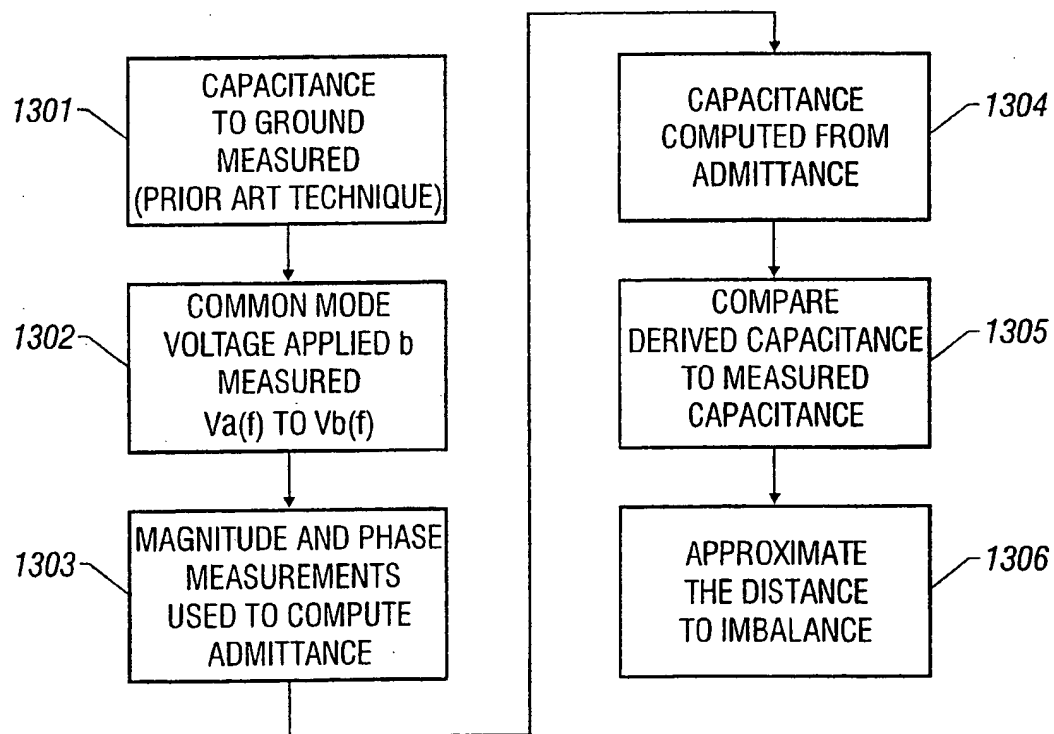 1301
CAPACITANCE
TO GROUND
MEASURED
(PRIOR ART TECHNIQUE)
1302
COMMON MODE
VOLTAGE APPLIED b
MEASURED
Va(f) TO Vb(f)
1303
MAGNITUDE AND PHASE
MEASUREMENTS
USED TO COMPUTE
ADMITTANCE
1304
CAPACITANCE
COMPUTED FROM
ADMITTANCE
1305
COMPARE
DERIVED CAPACITANCE
TO MEASURED
CAPACITANCE
1306
APPROXIMATE
THE DISTANCE
TO IMBALANCE